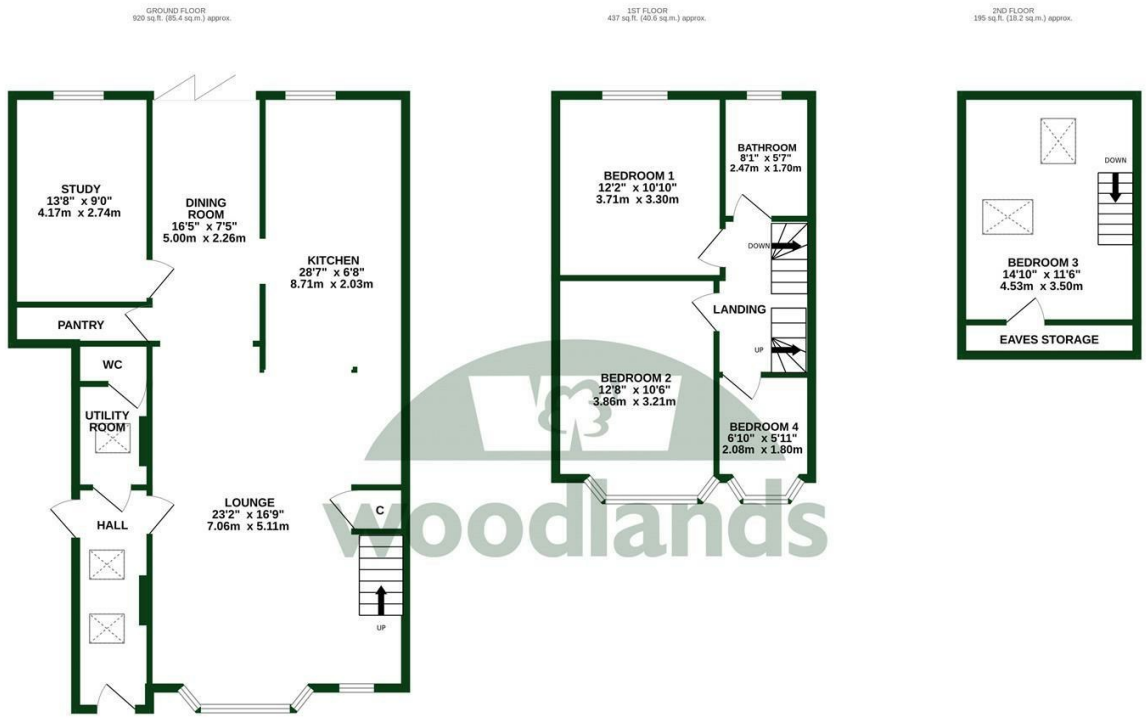 GROUND FLOOR
920 sq.ft. (85.4 sq.m.) approx.
1ST FLOOR
437 sq.ft. (40.6 sq.m.) approx.
2ND FLOOR
195 sq.ft. (18.2 sq.m.) approx.
STUDY
13'8" x 9'0"
4.17m x 2.74m
DINING
ROOM
16'5" x 7'5"
5.00m x 2.26m
KITCHEN
28'7" x 6'8"
8.71m x 2.03m
PANTRY
WC
UTILITY
ROOM
HALL
LOUNGE
23'2" x 16'9"
7.06m x 5.11m
C
UP
BEDROOM 1
12'2" x 10'10"
3.71m x 3.30m
BATHROOM
8'1" x 5'7"
2.47m x 1.70m
DOWN
LANDING
UP
BEDROOM 2
12'8" x 10'6"
3.86m x 3.21m
BEDROOM 4
6'10" x 5'11"
2.08m x 1.80m
woodlands
DOWN
BEDROOM 3
14'10" x 11'6"
4.53m x 3.50m
EAVES STORAGE